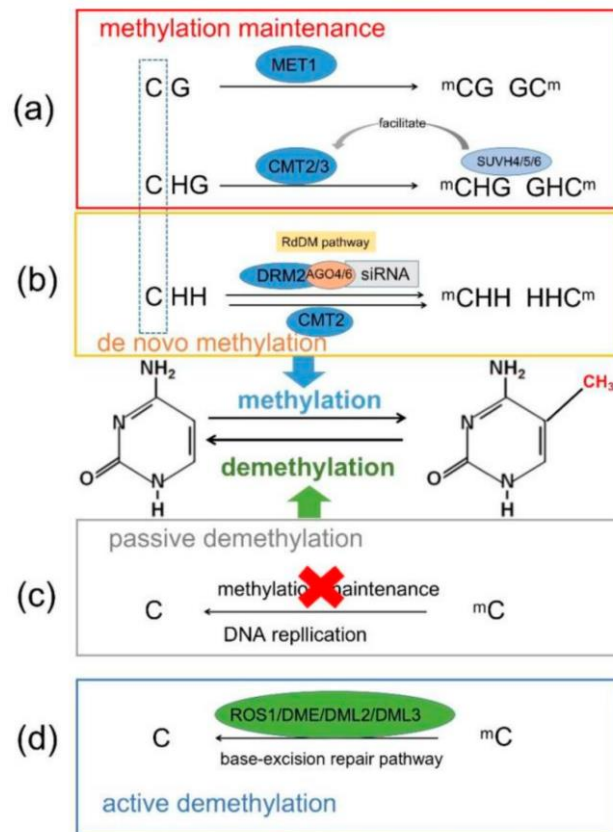 methylation maintenance
(a)
C G
MET1
ᵐCG GCᵐ
facilitate
C HG
CMT2/3
SUVH4/5/6
ᵐCHG GHCᵐ
(b)
RdDM pathway
DRM2 AGO4/6 siRNA
C HH
ᵐCHH HHCᵐ
CMT2
de novo methylation
NH₂
N
O
N
H
methylation
demethylation
NH₂
CH₃
N
O
N
H
passive demethylation
(c)
methylation maintenance
C
ᵐC
DNA repllication
(d)
ROS1/DME/DML2/DML3
C
ᵐC
base-excision repair pathway
active demethylation